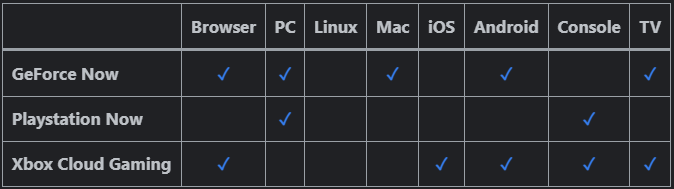 Browser PC Linux Mac iOS Android Console TV
GeForce Now ✓ ✓ ✓ ✓ ✓
Playstation Now ✓ ✓
Xbox Cloud Gaming ✓ ✓ ✓ ✓ ✓